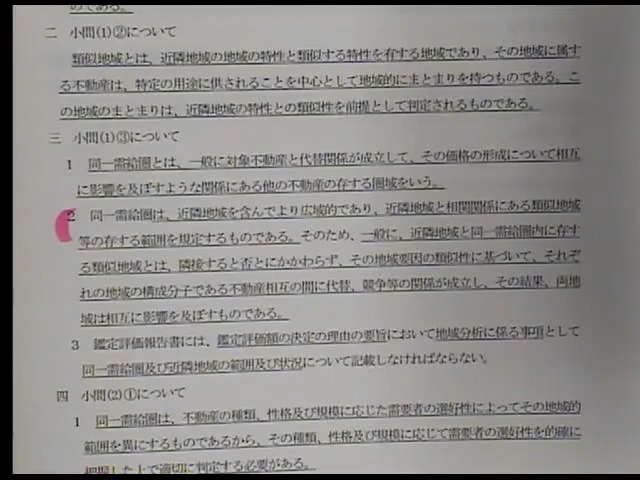 のである。
二　小問(1)②について
類似地域とは、近隣地域の地域の特性と類似する特性を有する地域であり、その地域に属す
る不動産は、特定の用途に供されることを中心として地域的にまとまりを持つものである。こ
の地域のまとまりは、近隣地域の特性との類似性を前提として判定されるものである。
三　小問(1)③について
1　同一需給圏とは、一般に対象不動産と代替関係が成立して、その価格の形成について相互
に影響を及ぼすような関係にある他の不動産の存する圏域をいう。
2　同一需給圏は、近隣地域を含んでより広域的であり、近隣地域と相関関係にある類似地域
等の存する範囲を規定するものである。そのため、一般に、近隣地域と同一需給圏内に存す
る類似地域とは、隣接すると否とにかかわらず、その地域要因の類似性に基づいて、それぞ
れの地域の構成分子である不動産相互の間に代替、競争等の関係が成立し、その結果、両地
域は相互に影響を及ぼすものである。
3　鑑定評価報告書には、鑑定評価額の決定の理由の要旨において地域分析に係る事項として
同一需給圏及び近隣地域の範囲及び状況について記載しなければならない。
四　小問(2)①について
1　同一需給圏は、不動産の種類、性格及び規模に応じた需要者の選好性によってその地域的
範囲を異にするものであるから、その種類、性格及び規模に応じて需要者の選好性を的確に
把握した上で適切に判定する必要がある。